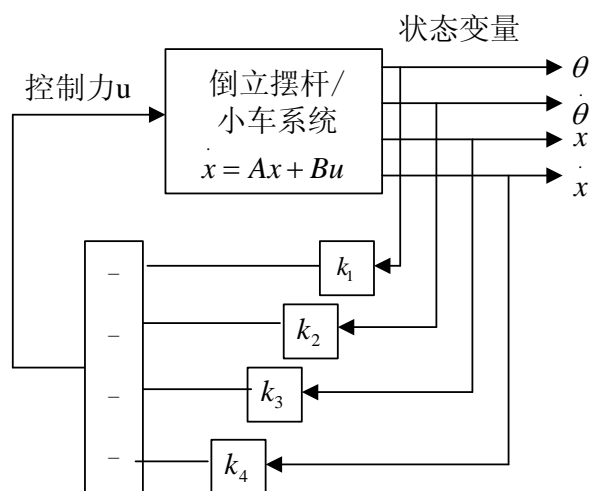 状态变量
控制力u
倒立摆杆/
小车系统
ẋ = Ax + Bu
θ
θ̇
x
ẋ
– k₁
– k₂
– k₃
– k₄